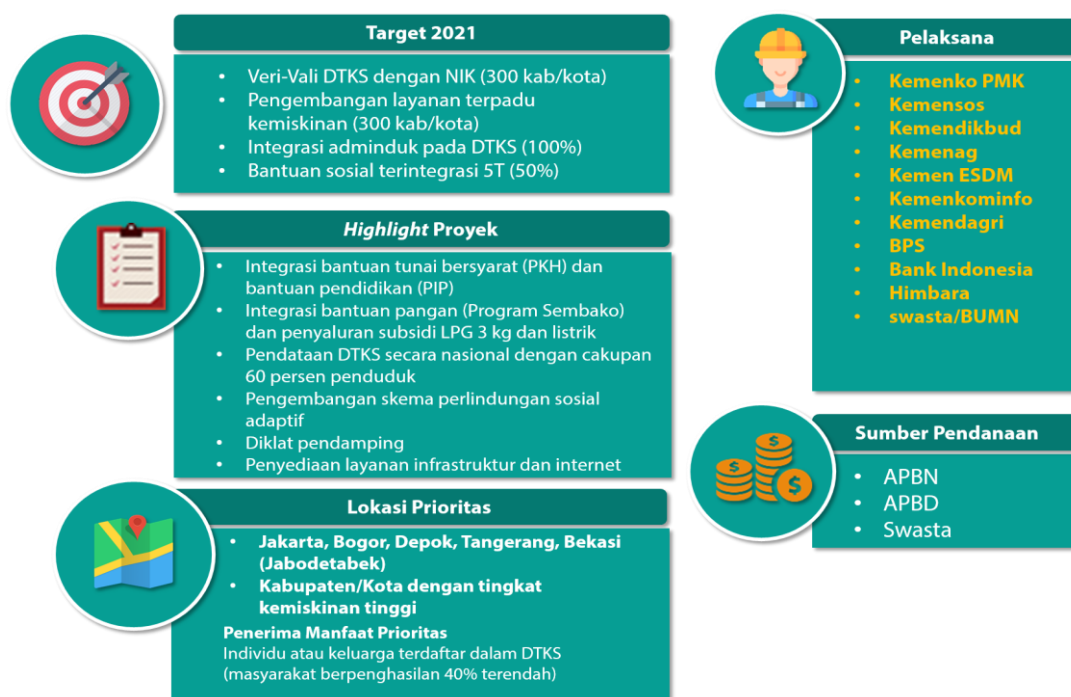 Target 2021
• Veri-Vali DTKS dengan NIK (300 kab/kota)
• Pengembangan layanan terpadu
kemiskinan (300 kab/kota)
• Integrasi adminduk pada DTKS (100%)
• Bantuan sosial terintegrasi 5T (50%)
Highlight Proyek
• Integrasi bantuan tunai bersyarat (PKH) dan
bantuan pendidikan (PIP)
• Integrasi bantuan pangan (Program Sembako)
dan penyaluran subsidi LPG 3 kg dan listrik
• Pendataan DTKS secara nasional dengan cakupan
60 persen penduduk
• Pengembangan skema perlindungan sosial
adaptif
• Diklat pendamping
• Penyediaan layanan infrastruktur dan internet
Lokasi Prioritas
• Jakarta, Bogor, Depok, Tangerang, Bekasi
(Jabodetabek)
• Kabupaten/Kota dengan tingkat
kemiskinan tinggi
Penerima Manfaat Prioritas
Individu atau keluarga terdaftar dalam DTKS
(masyarakat berpenghasilan 40% terendah)
Pelaksana
• Kemenko PMK
• Kemensos
• Kemendikbud
• Kemenag
• Kemen ESDM
• Kemenkominfo
• Kemendagri
• BPS
• Bank Indonesia
• Himbara
• swasta/BUMN
Sumber Pendanaan
• APBN
• APBD
• Swasta